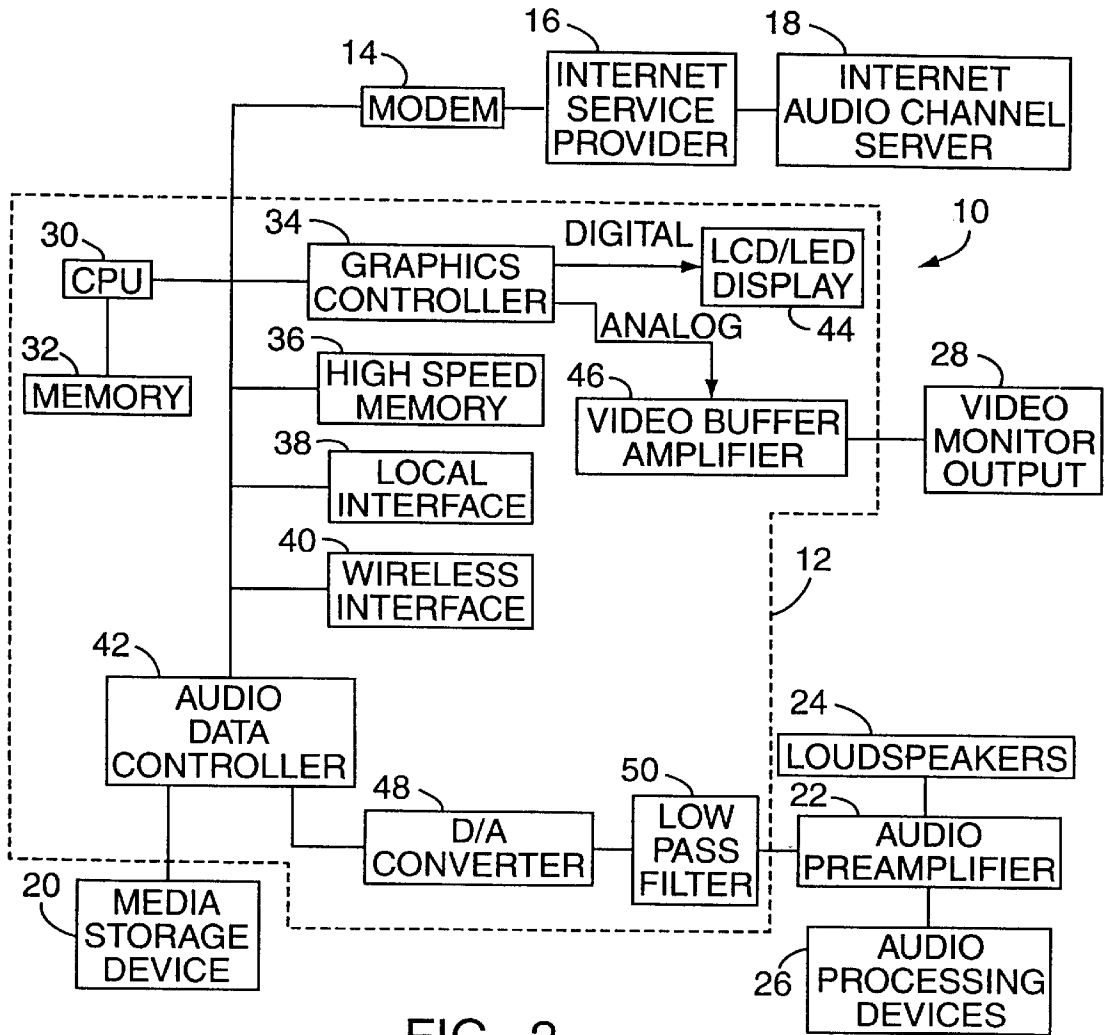 14
MODEM
16
INTERNET
SERVICE
PROVIDER
18
INTERNET
AUDIO CHANNEL
SERVER
10
30
CPU
32
MEMORY
34
GRAPHICS
CONTROLLER
DIGITAL
LCD/LED
DISPLAY
44
ANALOG
36
HIGH SPEED
MEMORY
46
VIDEO BUFFER
AMPLIFIER
28
VIDEO
MONITOR
OUTPUT
38
LOCAL
INTERFACE
40
WIRELESS
INTERFACE
12
42
AUDIO
DATA
CONTROLLER
48
D/A
CONVERTER
50
LOW
PASS
FILTER
24
LOUDSPEAKERS
22
AUDIO
PREAMPLIFIER
20
MEDIA
STORAGE
DEVICE
26
AUDIO
PROCESSING
DEVICES
FIG. 2